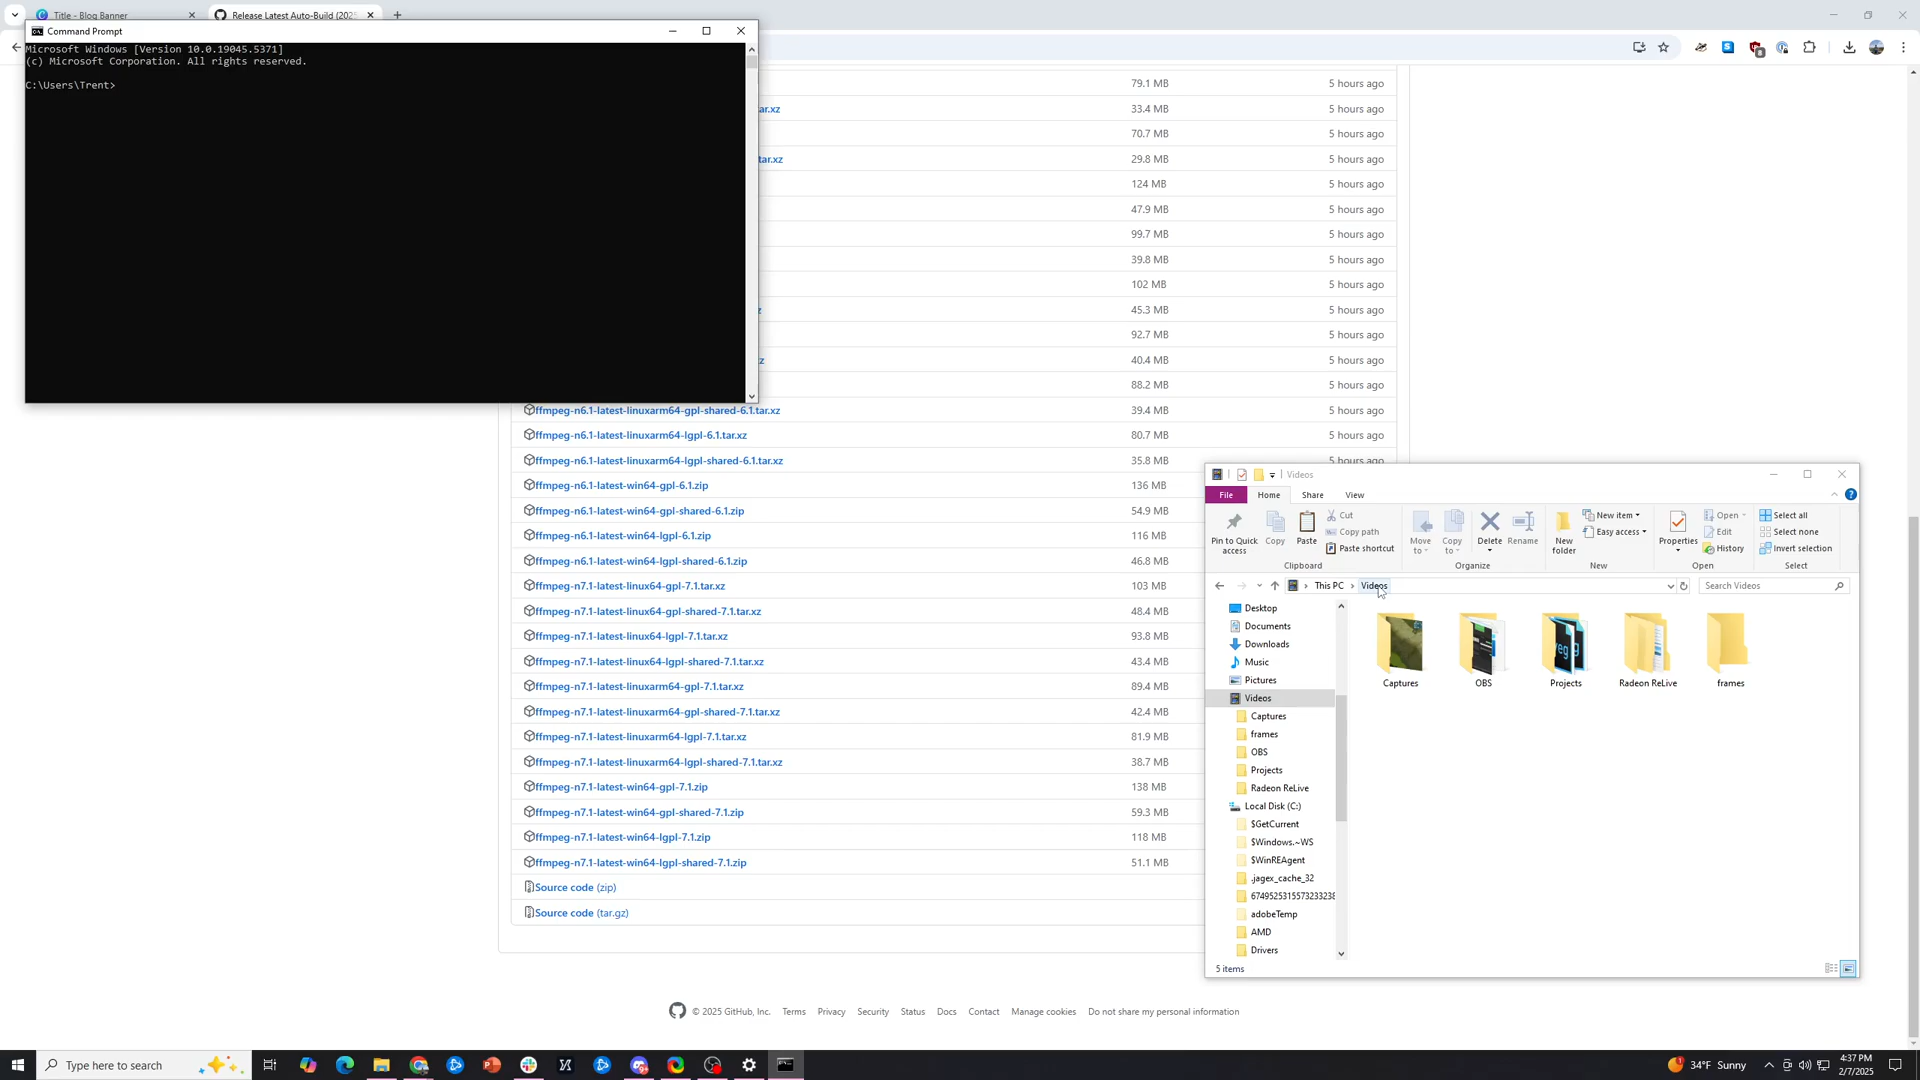 Title - Blog Banner
Release Latest Auto-Build (2025
Command Prompt
Microsoft Windows [Version 10.0.19045.5371]
(c) Microsoft Corporation. All rights reserved.
C:\Users\Trent>
79.1 MB 5 hours ago
ar.xz 33.4 MB 5 hours ago
70.7 MB 5 hours ago
tar.xz 29.8 MB 5 hours ago
124 MB 5 hours ago
47.9 MB 5 hours ago
99.7 MB 5 hours ago
39.8 MB 5 hours ago
102 MB 5 hours ago
z 45.3 MB 5 hours ago
92.7 MB 5 hours ago
z 40.4 MB 5 hours ago
88.2 MB 5 hours ago
ffmpeg-n6.1-latest-linuxarm64-gpl-shared-6.1.tar.xz 39.4 MB 5 hours ago
ffmpeg-n6.1-latest-linuxarm64-lgpl-6.1.tar.xz 80.7 MB 5 hours ago
ffmpeg-n6.1-latest-linuxarm64-lgpl-shared-6.1.tar.xz 35.8 MB 5 hours ago
ffmpeg-n6.1-latest-win64-gpl-6.1.zip 136 MB
ffmpeg-n6.1-latest-win64-gpl-shared-6.1.zip 54.9 MB
ffmpeg-n6.1-latest-win64-lgpl-6.1.zip 116 MB
ffmpeg-n6.1-latest-win64-lgpl-shared-6.1.zip 46.8 MB
ffmpeg-n7.1-latest-linux64-gpl-7.1.tar.xz 103 MB
ffmpeg-n7.1-latest-linux64-gpl-shared-7.1.tar.xz 48.4 MB
ffmpeg-n7.1-latest-linux64-lgpl-7.1.tar.xz 93.8 MB
ffmpeg-n7.1-latest-linux64-lgpl-shared-7.1.tar.xz 43.4 MB
ffmpeg-n7.1-latest-linuxarm64-gpl-7.1.tar.xz 89.4 MB
ffmpeg-n7.1-latest-linuxarm64-gpl-shared-7.1.tar.xz 42.4 MB
ffmpeg-n7.1-latest-linuxarm64-lgpl-7.1.tar.xz 81.9 MB
ffmpeg-n7.1-latest-linuxarm64-lgpl-shared-7.1.tar.xz 38.7 MB
ffmpeg-n7.1-latest-win64-gpl-7.1.zip 138 MB
ffmpeg-n7.1-latest-win64-gpl-shared-7.1.zip 59.3 MB
ffmpeg-n7.1-latest-win64-lgpl-7.1.zip 118 MB
ffmpeg-n7.1-latest-win64-lgpl-shared-7.1.zip 51.1 MB
Source code (zip)
Source code (tar.gz)
© 2025 GitHub, Inc. Terms Privacy Security Status Docs Contact Manage cookies Do not share my personal information
Videos
File Home Share View
Pin to Quick access
Copy
Paste
Cut
Copy path
Paste shortcut
Clipboard
Move to
Copy to
Delete
Rename
Organize
New folder
New item
Easy access
New
Properties
Open
Edit
History
Open
Select all
Select none
Invert selection
Select
This PC Videos
Search Videos
Desktop
Documents
Downloads
Music
Pictures
Videos
Captures
frames
OBS
Projects
Radeon ReLive
Local Disk (C:)
$GetCurrent
$Windows.~WS
$WinREAgent
.jagex_cache_32
6749525315573233238
adobeTemp
AMD
Drivers
Captures
OBS
Projects
Radeon ReLive
frames
5 items
Type here to search
34°F Sunny
4:37 PM
2/7/2025